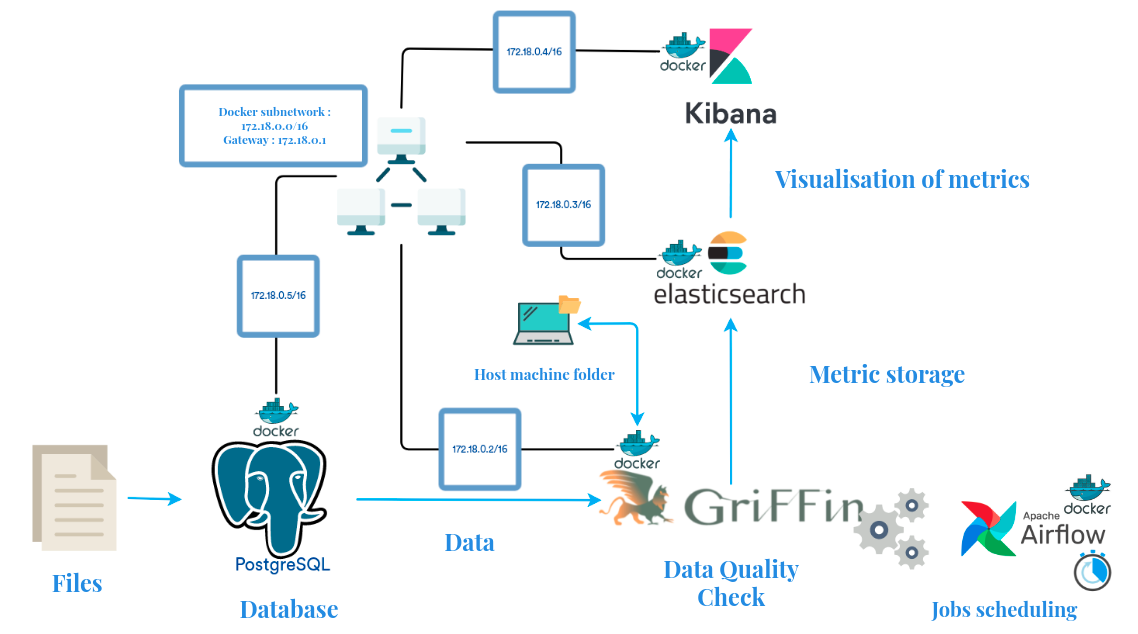 172.18.0.4/16
docker
Kibana
Docker subnetwork :
172.18.0.0/16
Gateway : 172.18.0.1
Visualisation of metrics
172.18.0.3/16
docker
elasticsearch
172.18.0.5/16
Host machine folder
Metric storage
docker
172.18.0.2/16
docker
GriFFin
docker
Apache
Airflow
PostgreSQL
Data
Files
Database
Data Quality
Check
Jobs scheduling